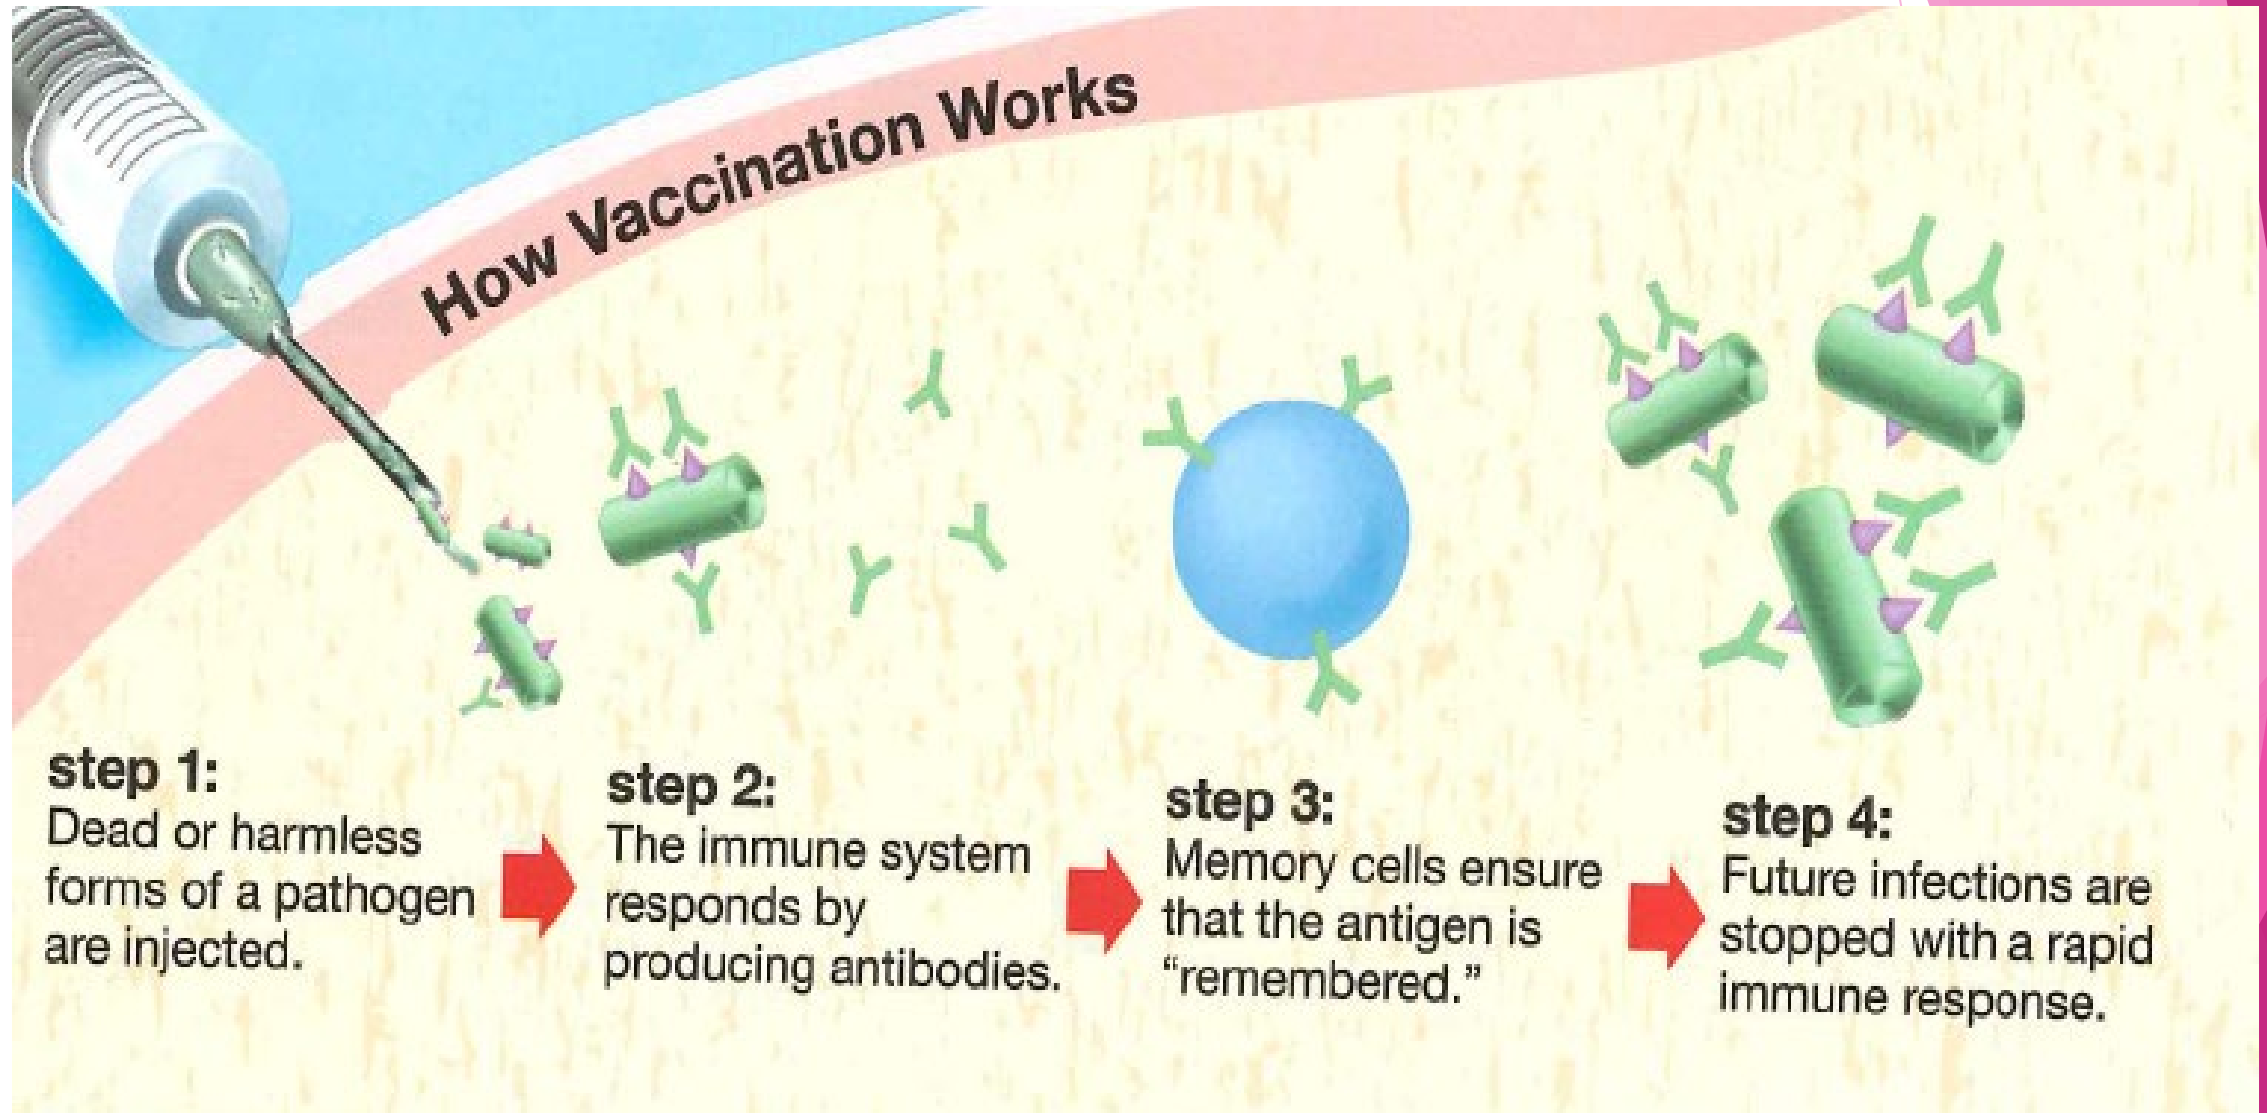 How Vaccination Works
step 1:
Dead or harmless
forms of a pathogen
are injected.
step 2:
The immune system
responds by
producing antibodies.
step 3:
Memory cells ensure
that the antigen is
“remembered.”
step 4:
Future infections are
stopped with a rapid
immune response.